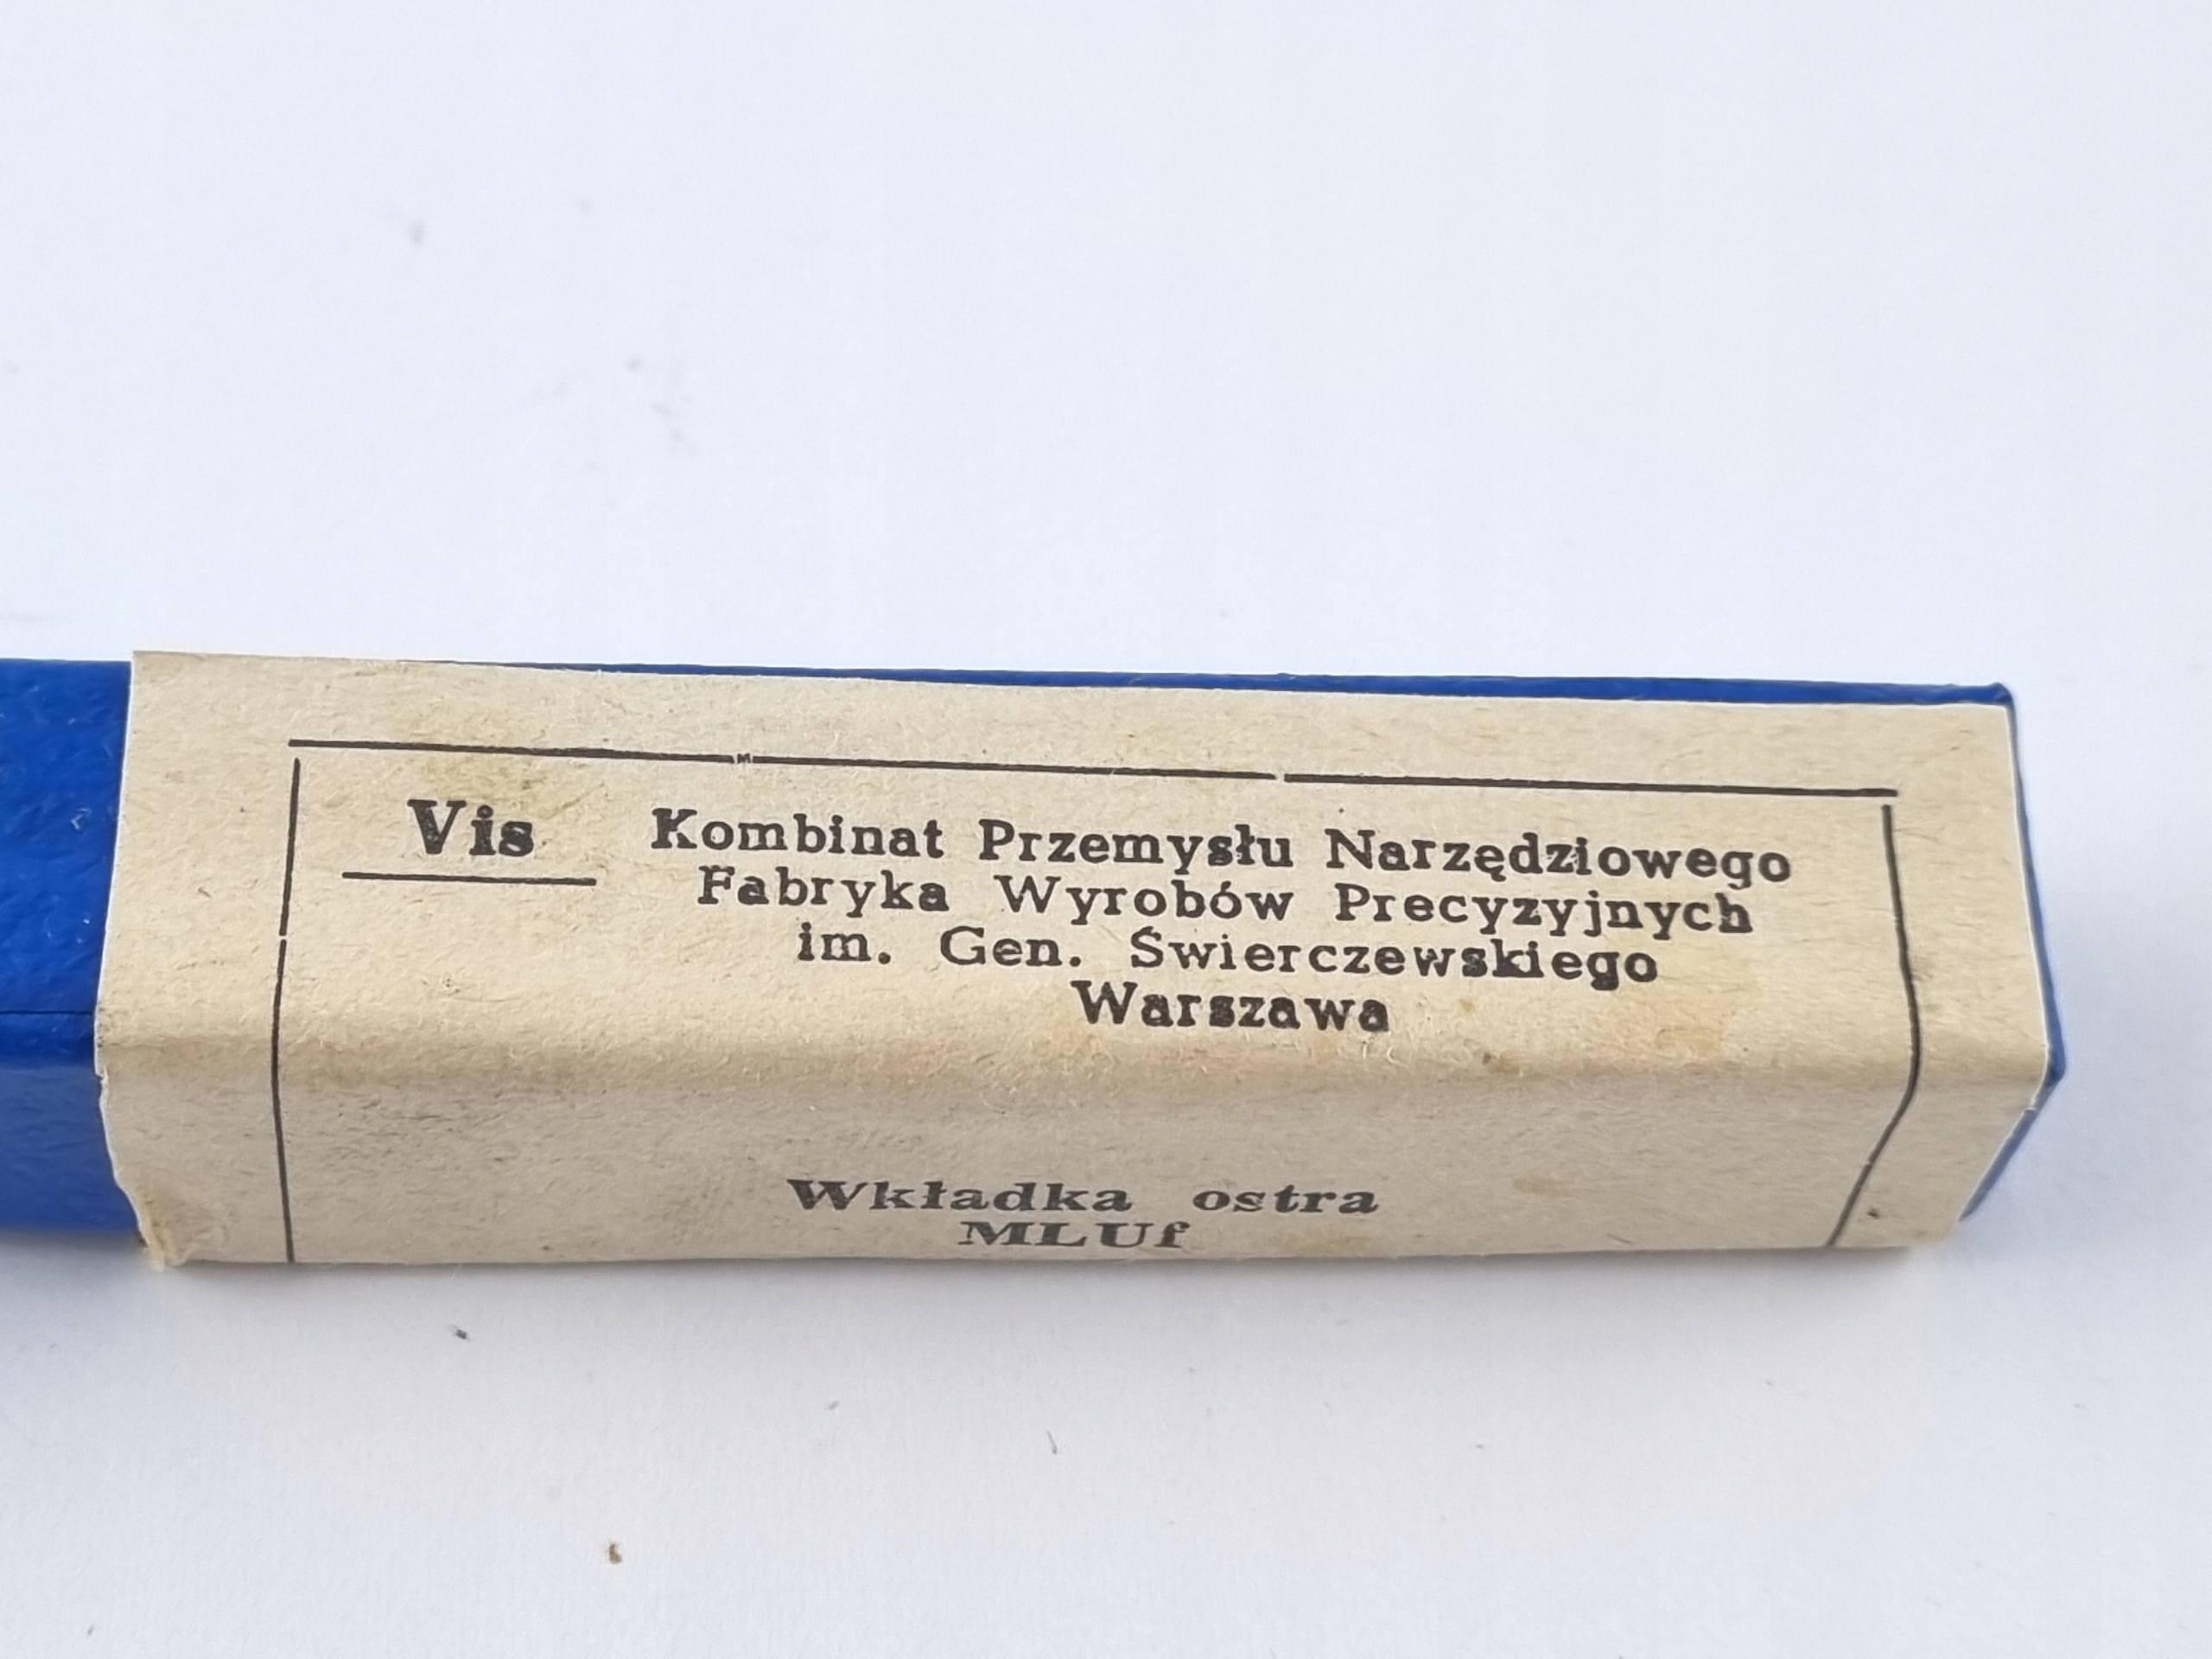 Vis
Kombinat Przemysłu Narzędziowego
Fabryka Wyrobów Precyzyjnych
im. Gen. Świerczewskiego
Warszawa
Wkładka ostra
MLUf